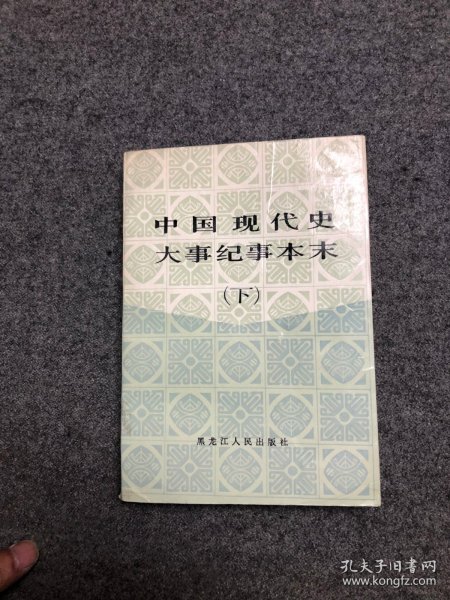 中国现代史
大事纪事本末
(下)
黑龙江人民出版社
孔夫子旧书网
www.kongfz.com